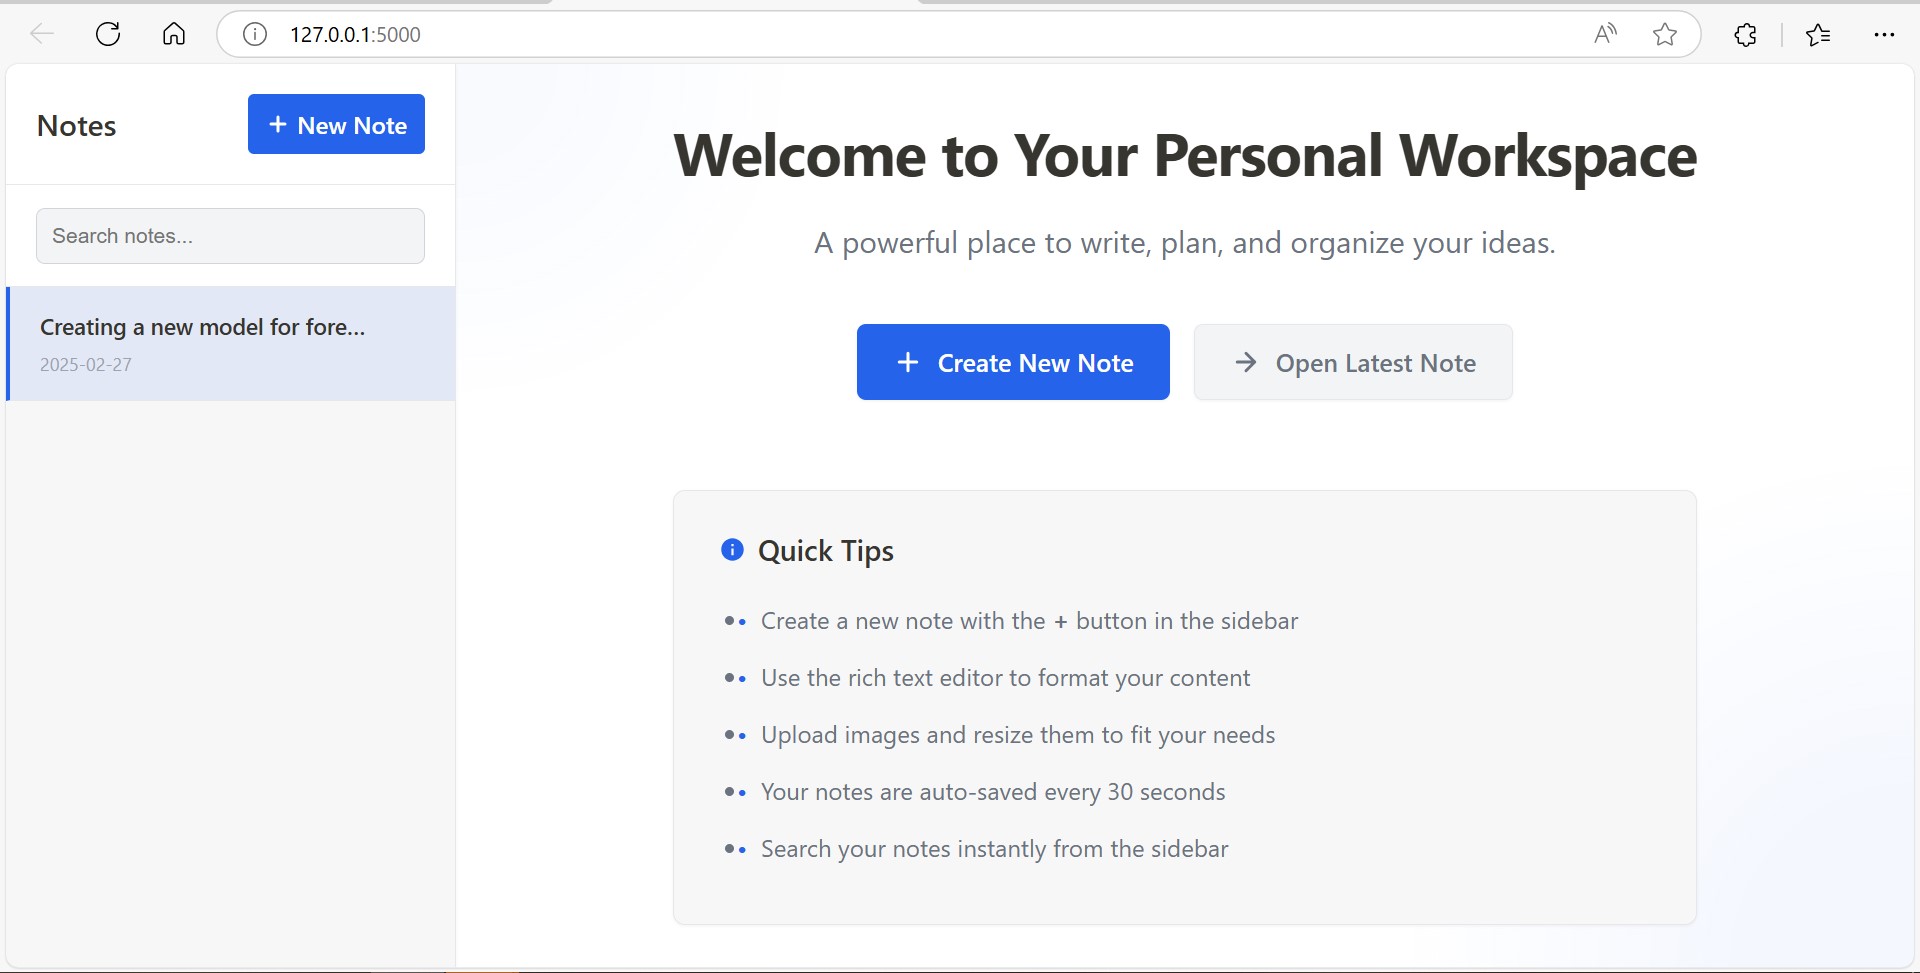 127.0.0.1:5000
Notes
+ New Note
Search notes...
Creating a new model for fore...
2025-02-27
Welcome to Your Personal Workspace
A powerful place to write, plan, and organize your ideas.
+ Create New Note
→ Open Latest Note
Quick Tips
• Create a new note with the + button in the sidebar
• Use the rich text editor to format your content
• Upload images and resize them to fit your needs
• Your notes are auto-saved every 30 seconds
• Search your notes instantly from the sidebar